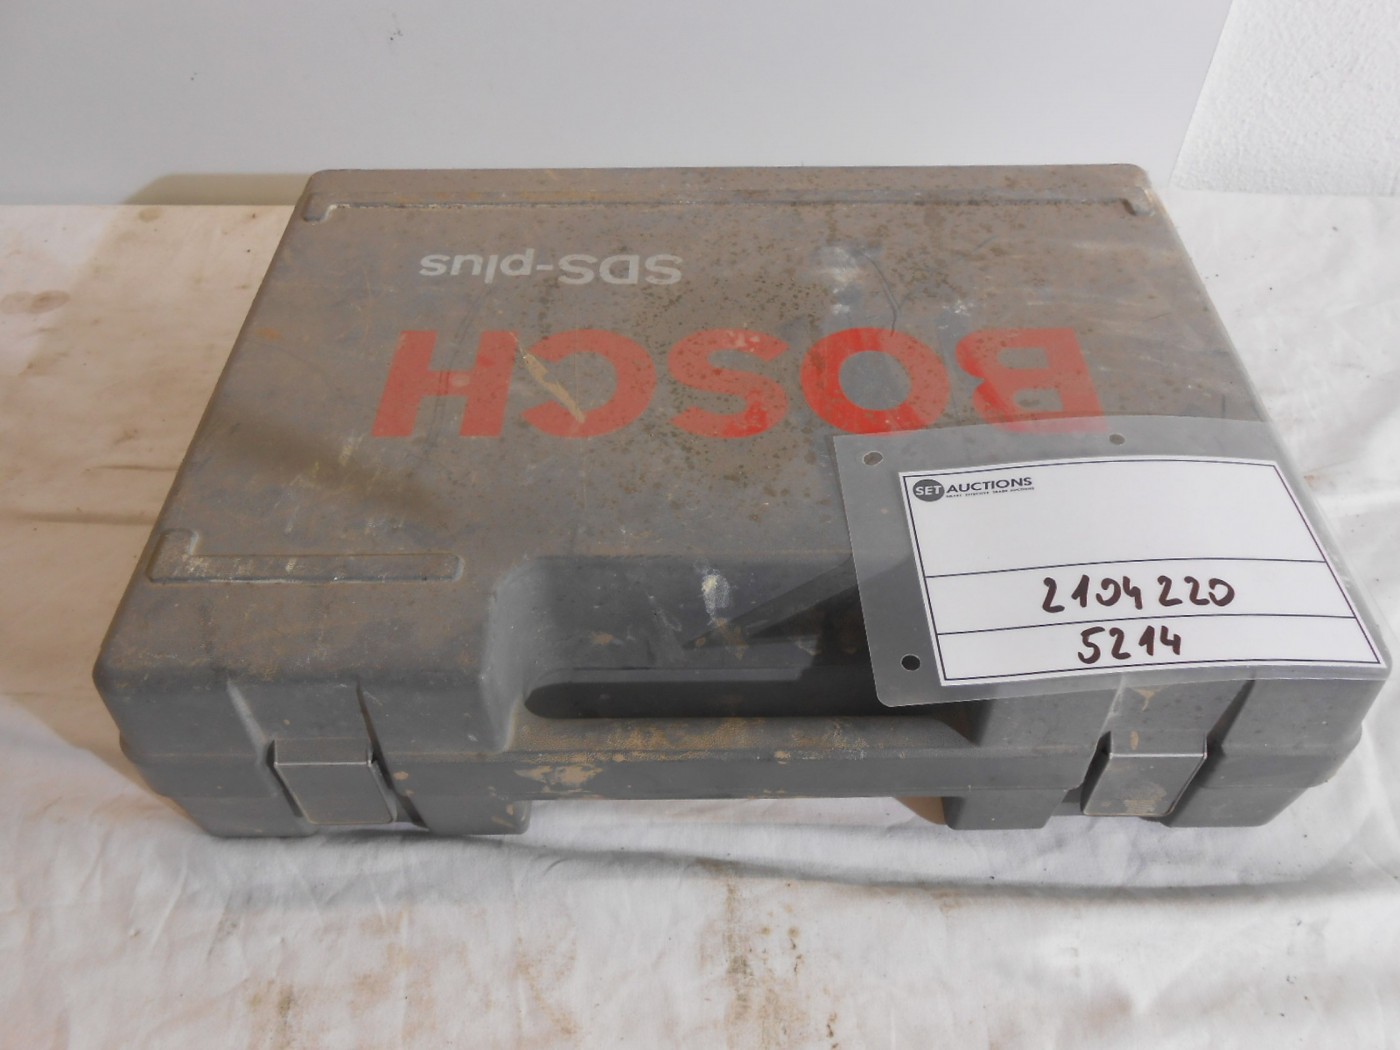 SDS-plus
BOSCH
SET AUCTIONS
2104220
5214